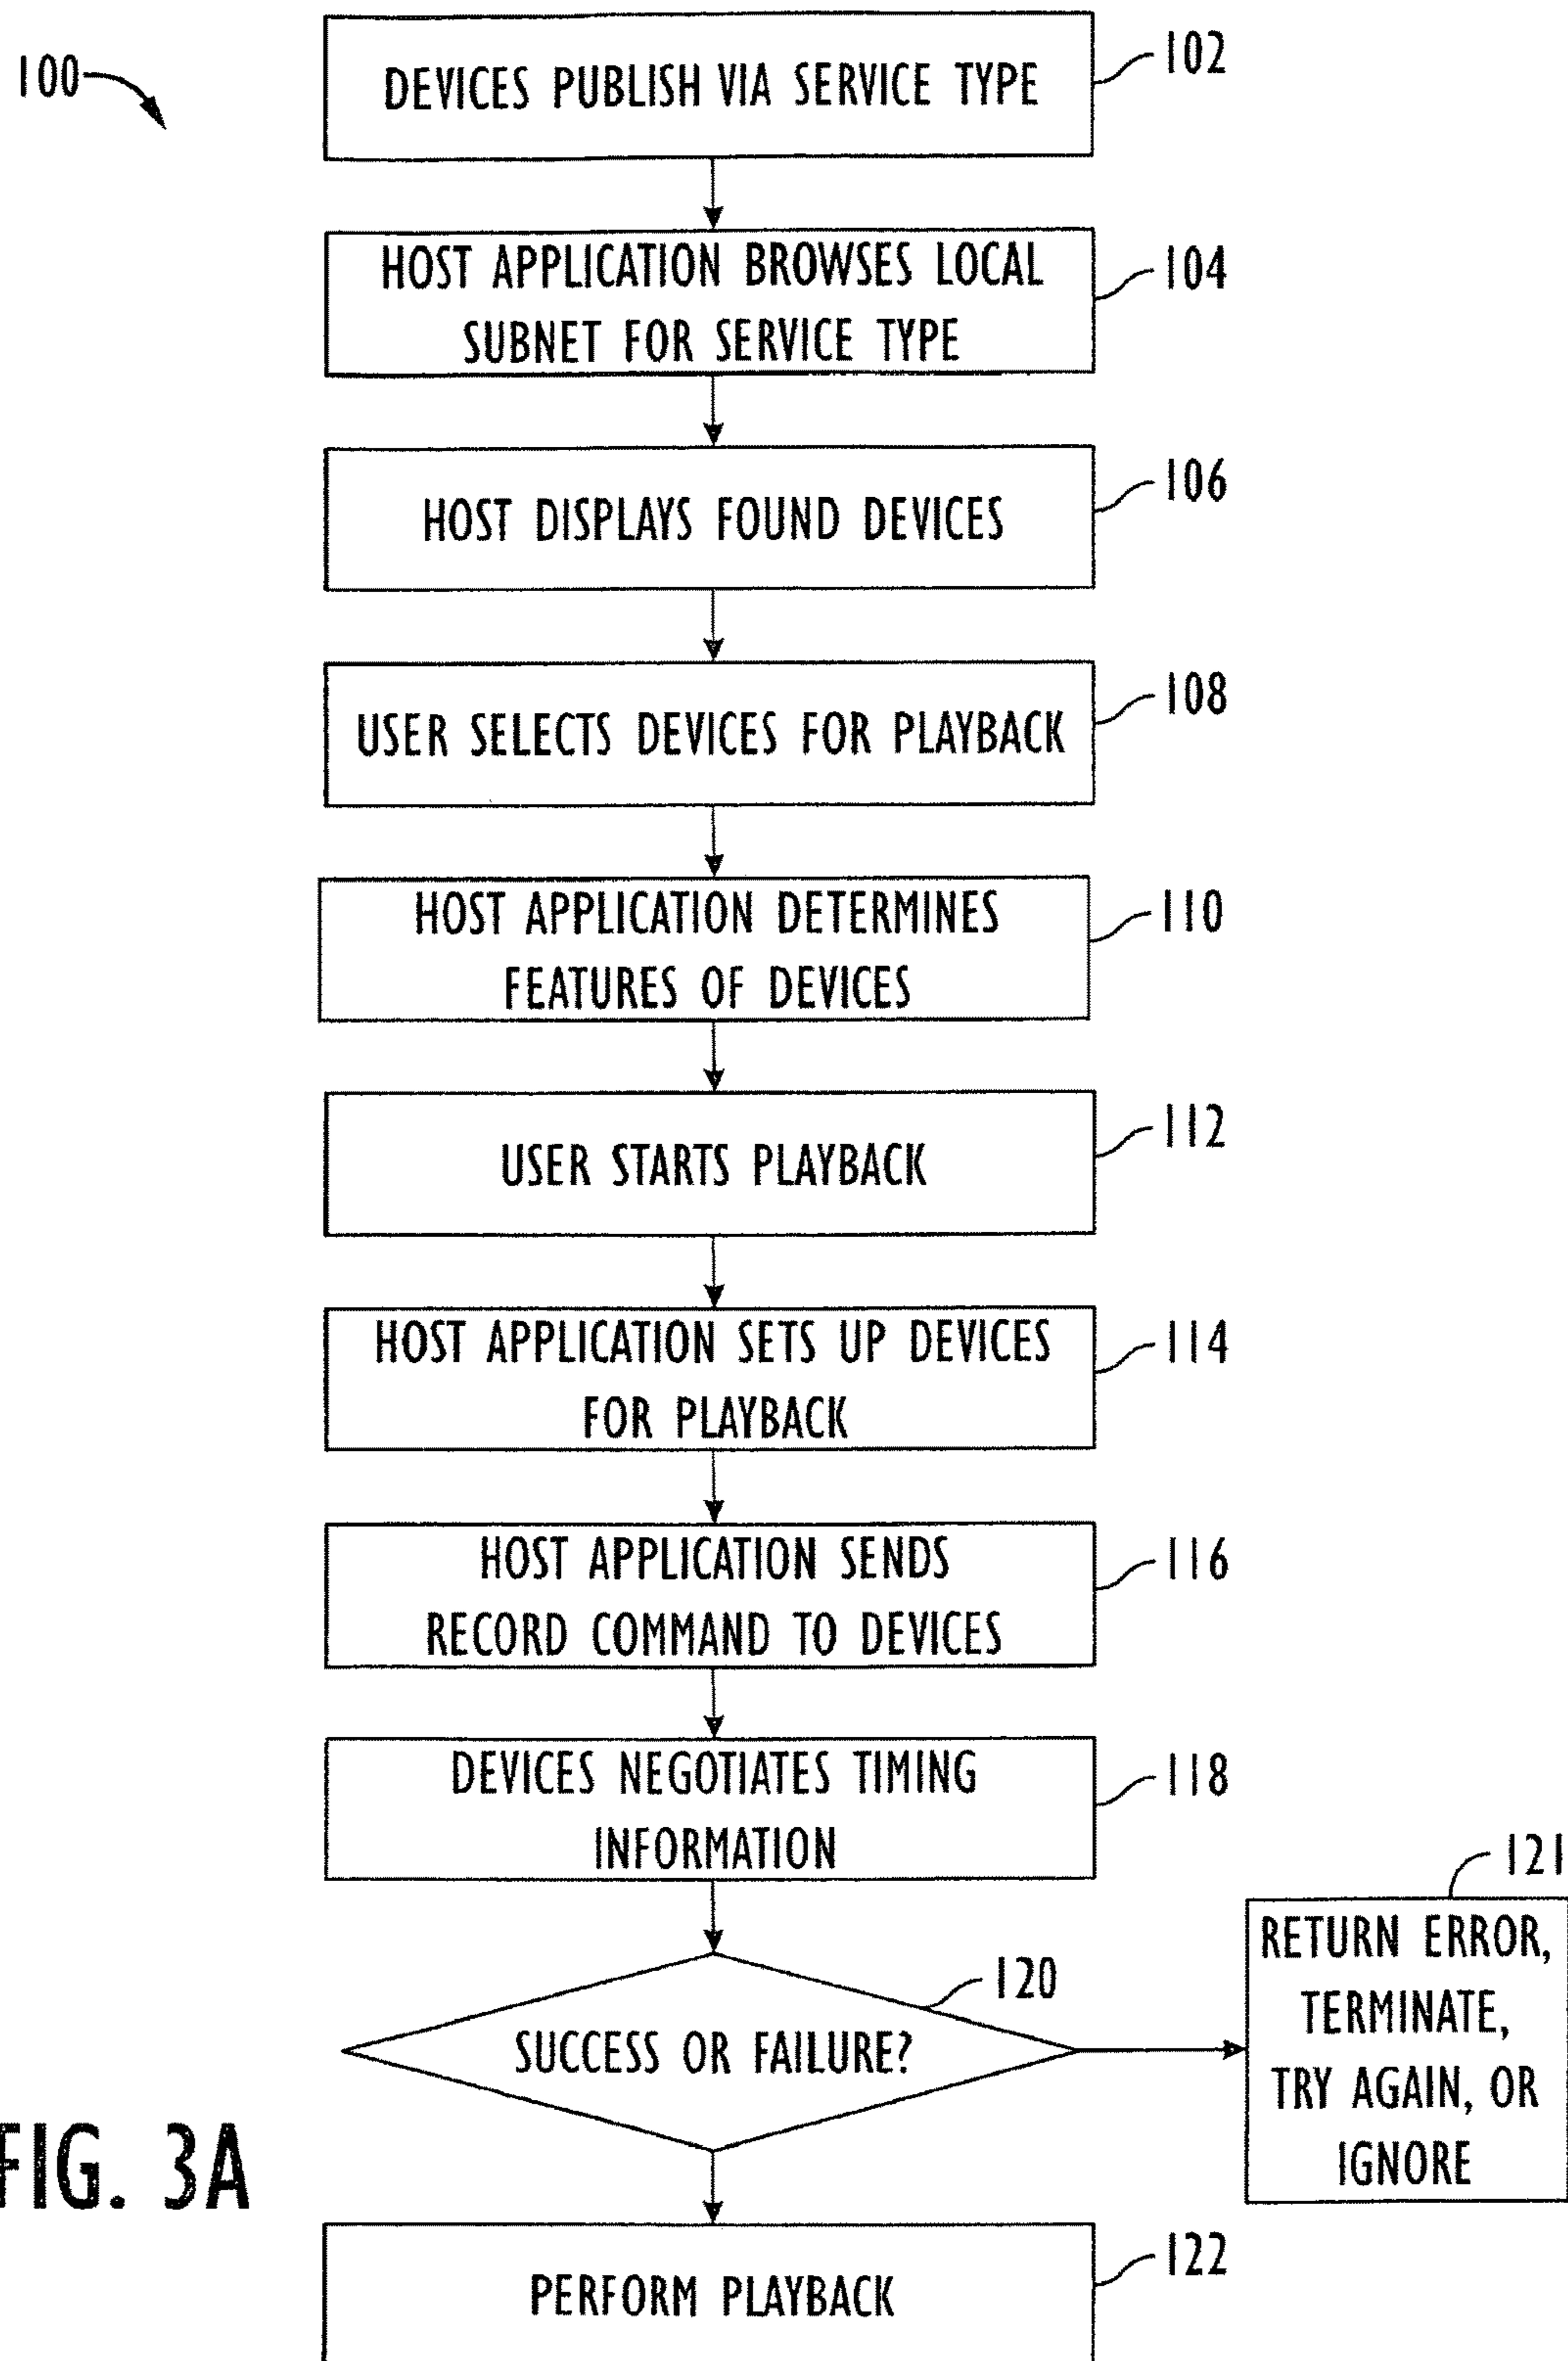 100
DEVICES PUBLISH VIA SERVICE TYPE
102
HOST APPLICATION BROWSES LOCAL
SUBNET FOR SERVICE TYPE
104
HOST DISPLAYS FOUND DEVICES
106
USER SELECTS DEVICES FOR PLAYBACK
108
HOST APPLICATION DETERMINES
FEATURES OF DEVICES
110
USER STARTS PLAYBACK
112
HOST APPLICATION SETS UP DEVICES
FOR PLAYBACK
114
HOST APPLICATION SENDS
RECORD COMMAND TO DEVICES
116
DEVICES NEGOTIATES TIMING
INFORMATION
118
SUCCESS OR FAILURE?
120
121
RETURN ERROR,
TERMINATE,
TRY AGAIN, OR
IGNORE
FIG. 3A
PERFORM PLAYBACK
122